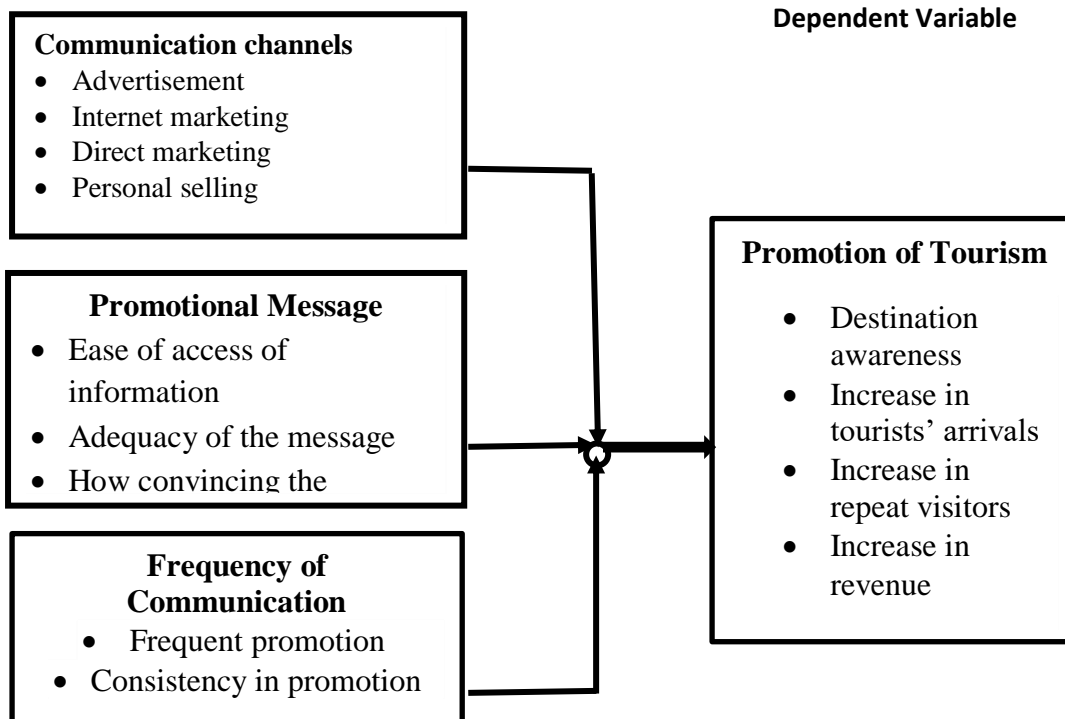 Dependent Variable
Communication channels
• Advertisement
• Internet marketing
• Direct marketing
• Personal selling
Promotional Message
• Ease of access of
information
• Adequacy of the message
• How convincing the
Frequency of
Communication
• Frequent promotion
• Consistency in promotion
Promotion of Tourism
• Destination
awareness
• Increase in
tourists’ arrivals
• Increase in
repeat visitors
• Increase in
revenue